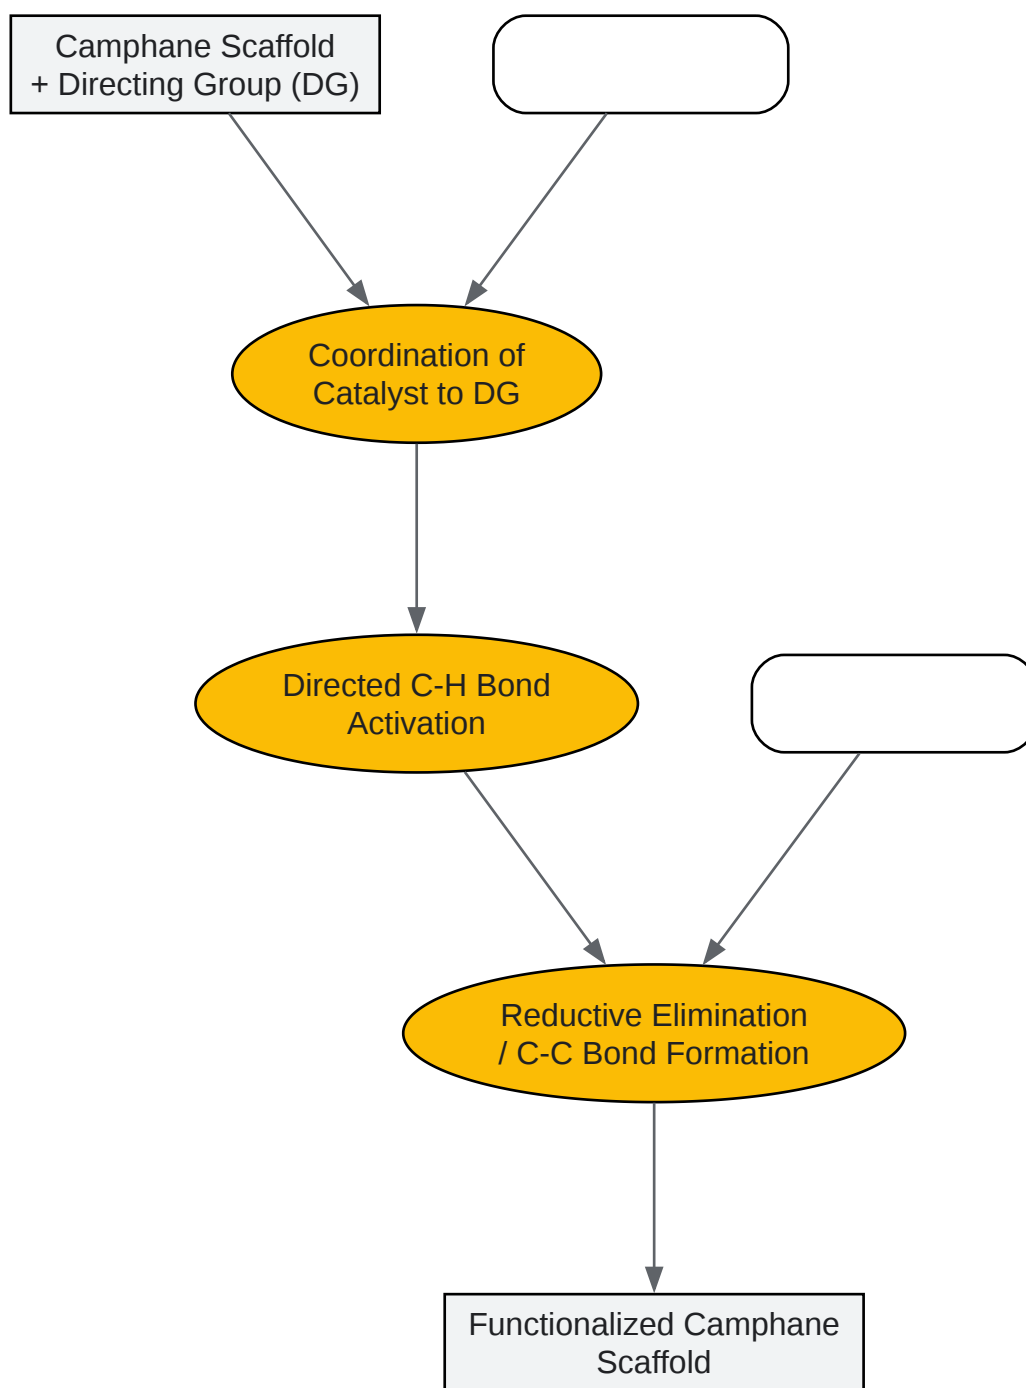 Camphane Scaffold
+ Directing Group (DG)
Coordination of
Catalyst to DG
Directed C-H Bond
Activation
Reductive Elimination
/ C-C Bond Formation
Functionalized Camphane
Scaffold